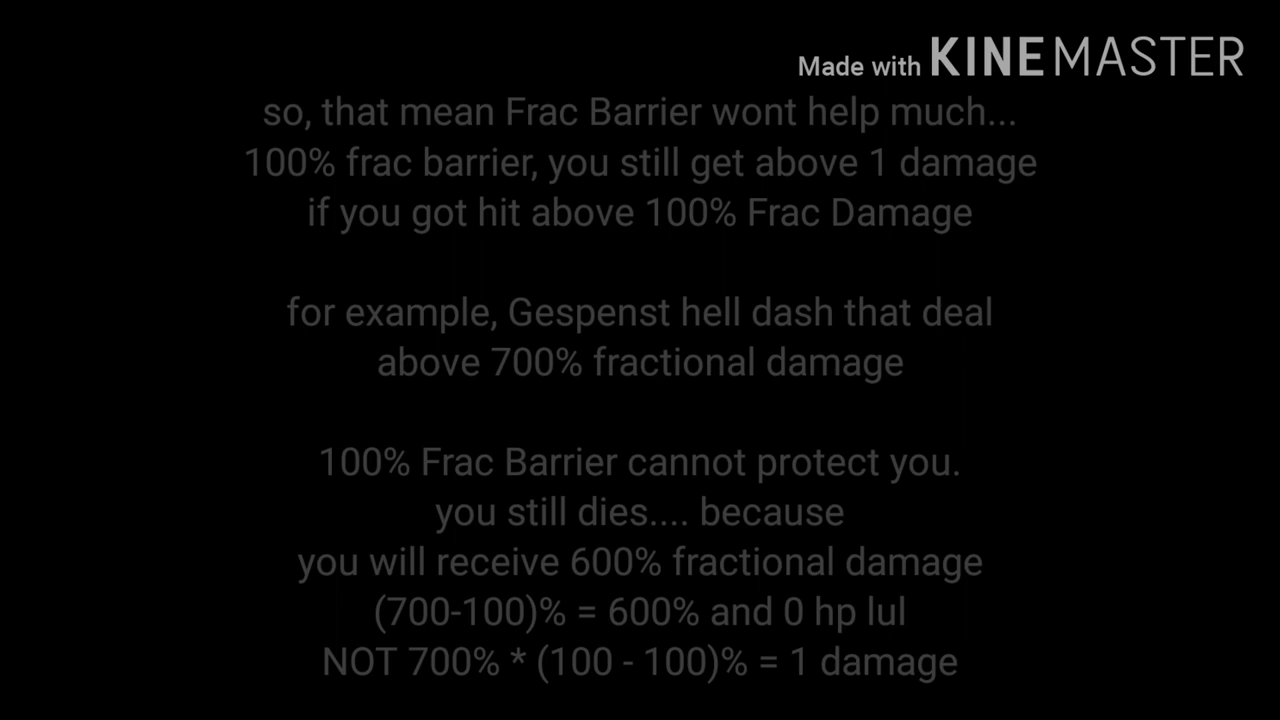 Made with KINEMASTER
so, that mean Frac Barrier wont help much...
100% frac barrier, you still get above 1 damage
if you got hit above 100% Frac Damage
for example, Gespenst hell dash that deal
above 700% fractional damage
100% Frac Barrier cannot protect you.
you still dies.... because
you will receive 600% fractional damage
(700-100)% = 600% and 0 hp lul
NOT 700% * (100 - 100)% = 1 damage